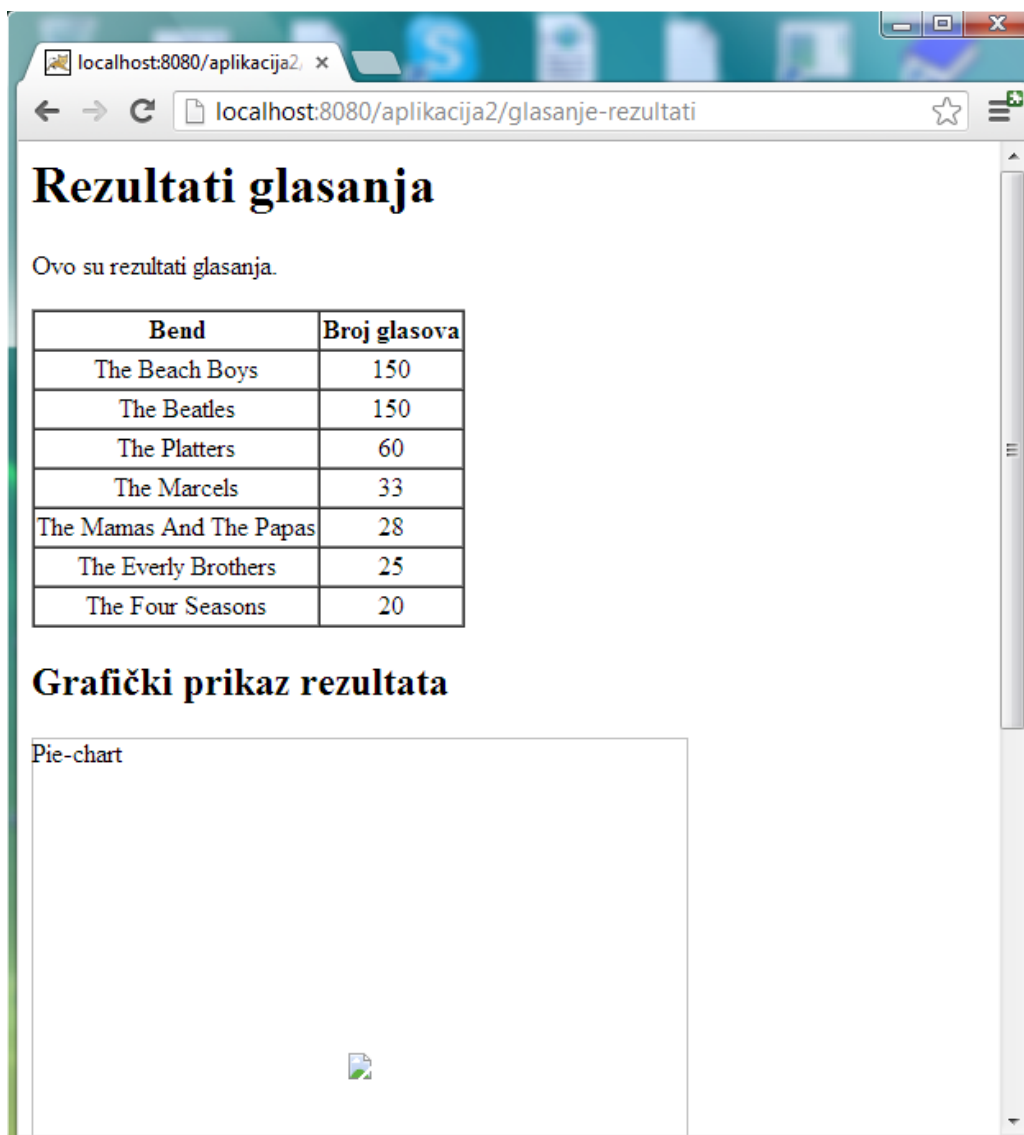 localhost:8080/aplikacija2,
localhost:8080/aplikacija2/glasanje-rezultati
Rezultati glasanja
Ovo su rezultati glasanja.
Bend Broj glasova
The Beach Boys 150
The Beatles 150
The Platters 60
The Marcels 33
The Mamas And The Papas 28
The Everly Brothers 25
The Four Seasons 20
Grafički prikaz rezultata
Pie-chart